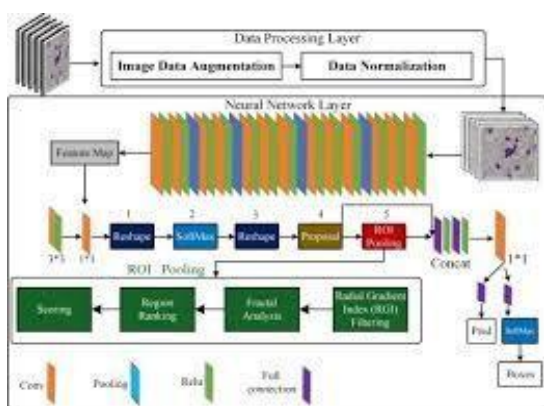 Data Processing Layer
Image Data Augmentation
Data Normalization
Neural Network Layer
Feature Map
1
2
3
4
5
Reshape
SoftMax
Reshape
Proposal
ROI
Pooling
3*3
1*1
Concat
1*1
ROI Pooling
Scoring
Region
Ranking
Fractal
Analysis
Radial Gradient
Index (RGI)
Filtering
Pred
SoftMax
Boxes
Conv
Pooling
Relu
Full
connection